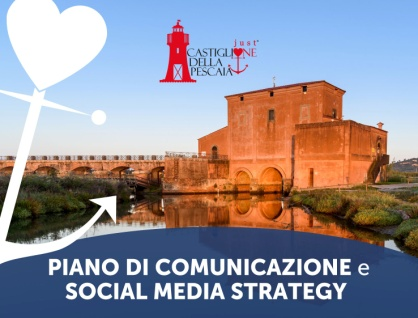 just
CASTIGLIONE
DELLA
PESCAIA
PIANO DI COMUNICAZIONE e
SOCIAL MEDIA STRATEGY